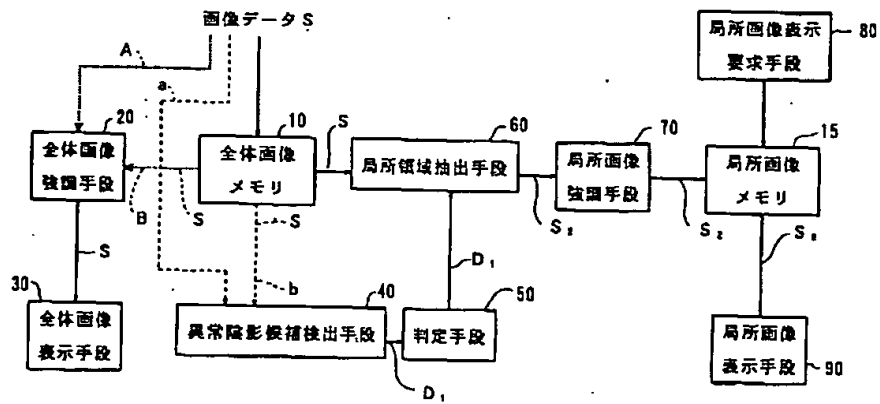 画像データS
A
a
20
全体画像
強調手段
10
全体画像
メモリ
S
60
局所領域抽出手段
70
局所画像
強調手段
80
局所画像表示
要求手段
15
局所画像
メモリ
B
S
S
S₂
S₂
S₂
S
b
D₁
30
全体画像
表示手段
40
異常陰影候補検出手段
50
判定手段
D₁
局所画像
表示手段
90